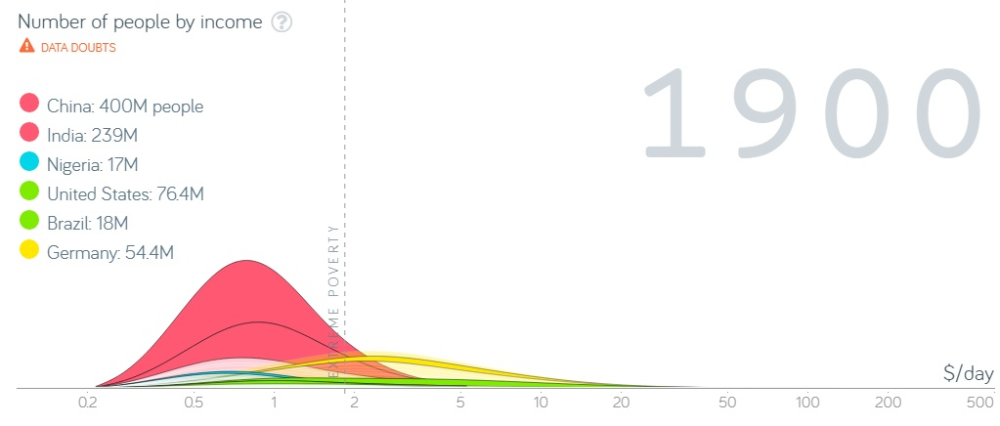 Number of people by income ?
DATA DOUBTS
1900
China: 400M people
India: 239M
Nigeria: 17M
United States: 76.4M
Brazil: 18M
Germany: 54.4M
EXTREME POVERTY
$/day
0.2 0.5 1 2 5 10 20 50 100 200 500